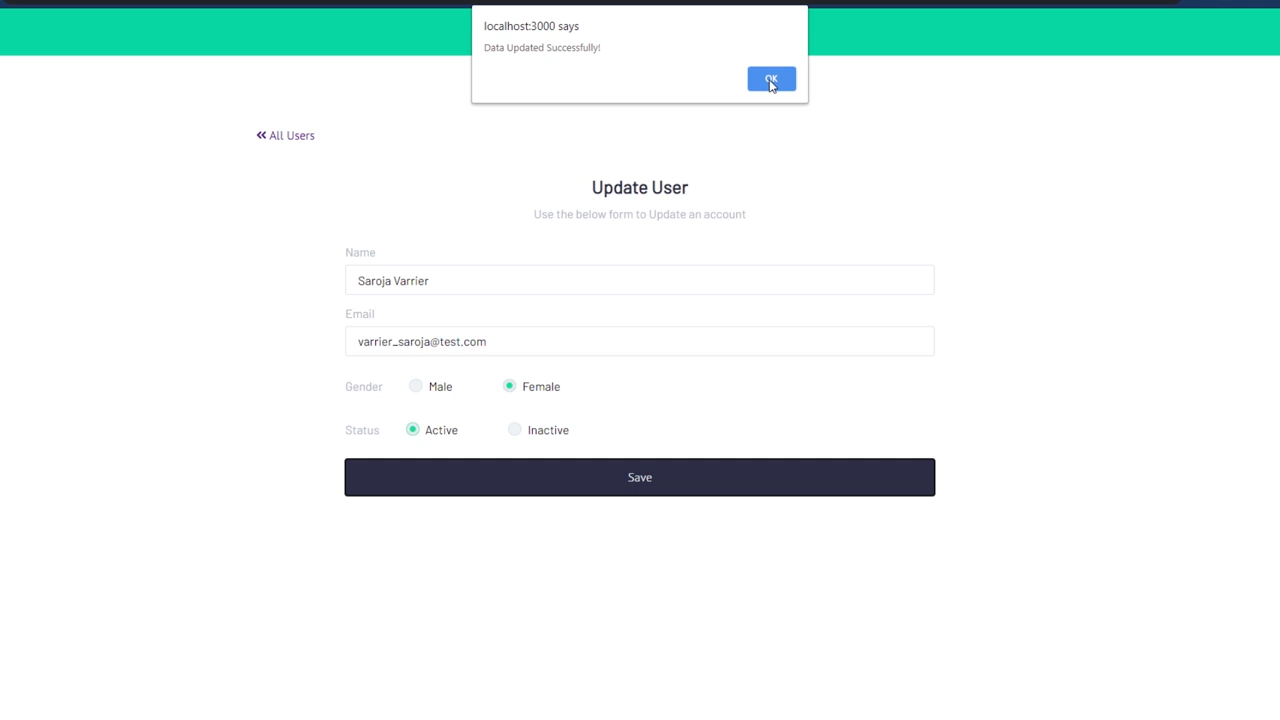 localhost:3000 says
Data Updated Successfully!
OK
All Users
Update User
Use the below form to Update an account
Name
Saroja Varrier
Email
varrier_saroja@test.com
Gender Male Female
Status Active Inactive
Save